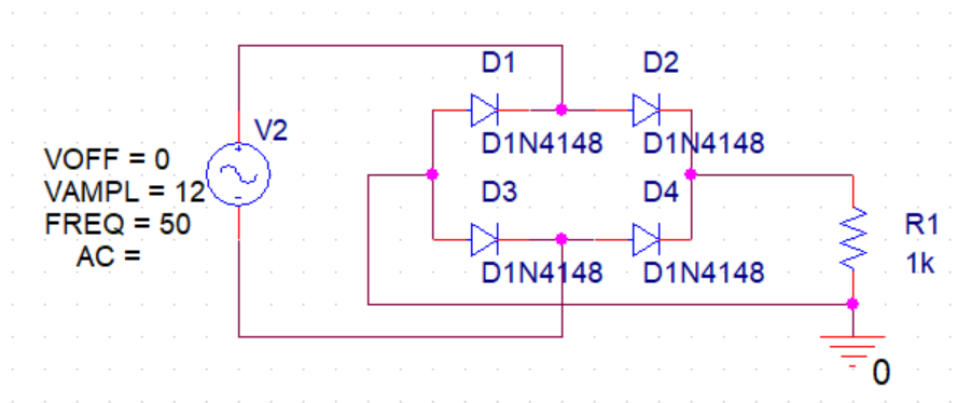 D1
D2
V2
D1N4148
D1N4148
VOFF = 0
VAMPL = 12
FREQ = 50
AC =
D3
D4
R1
1k
D1N4148
D1N4148
0